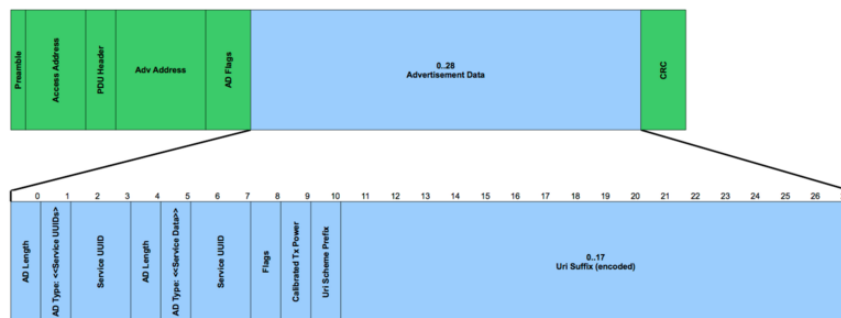 Preamble
Access Address
PDU Header
Adv Address
AD Flags
0..28
Advertisement Data
CRC
0 1 2 3 4 5 6 7 8 9 10 11 12 13 14 15 16 17 18 19 20 21 22 23 24 25 26
AD Length
AD Type: <<Service UUIDs>
Service UUID
AD Length
AD Type: <<Service Data>>
Service UUID
Flags
Calibrated Tx Power
Uri Scheme Prefix
0..17
Uri Suffix (encoded)